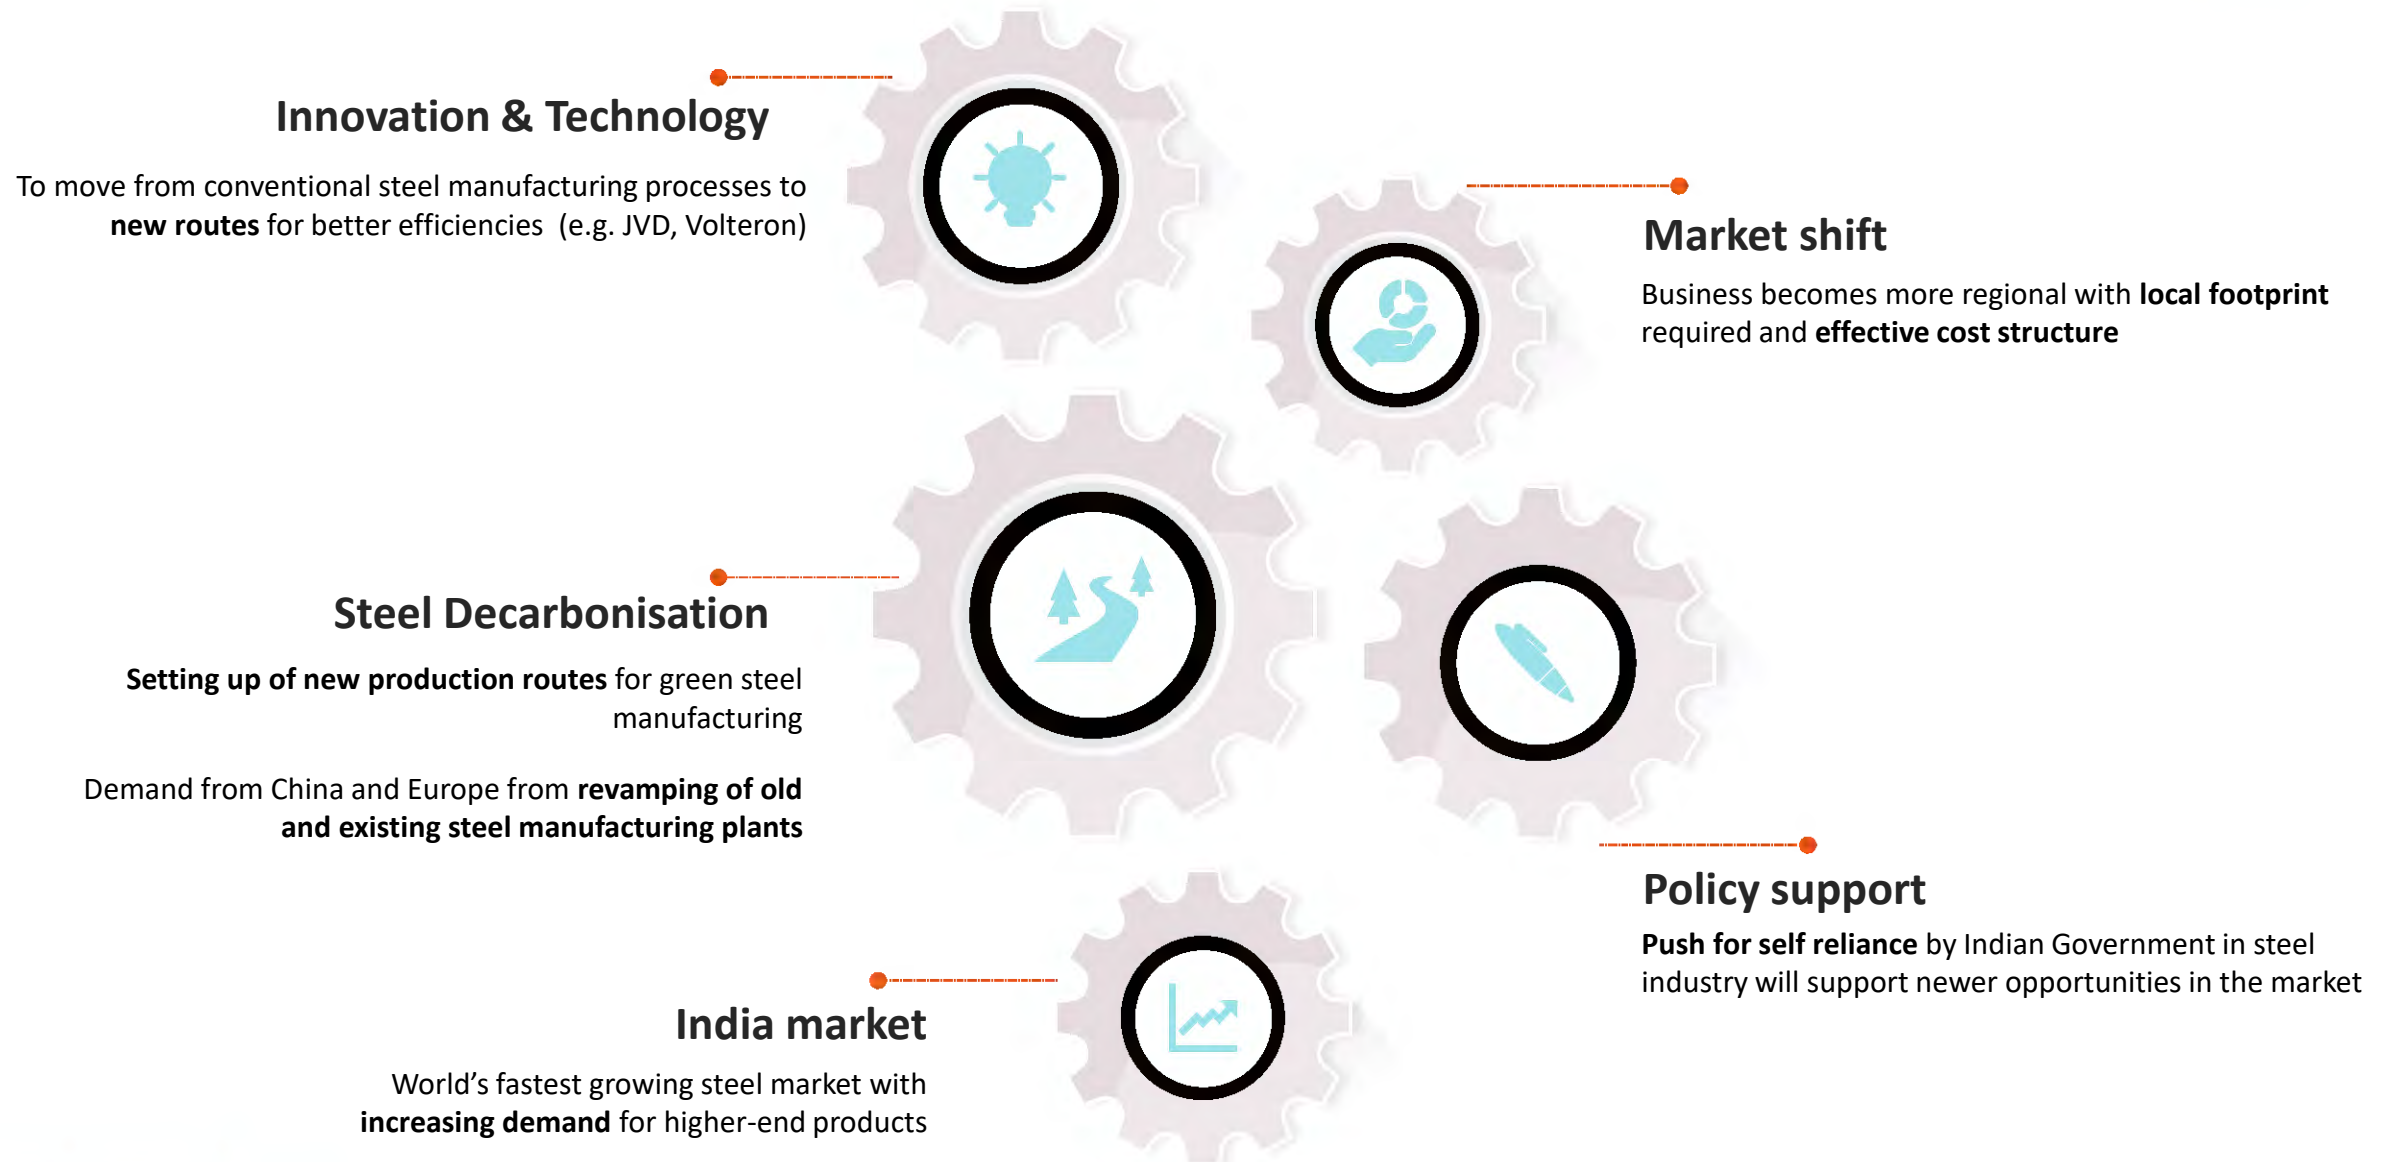 Innovation & Technology
To move from conventional steel manufacturing processes to
new routes for better efficiencies (e.g. JVD, Volteron)
Market shift
Business becomes more regional with local footprint
required and effective cost structure
Steel Decarbonisation
Setting up of new production routes for green steel
manufacturing
Demand from China and Europe from revamping of old
and existing steel manufacturing plants
Policy support
Push for self reliance by Indian Government in steel
industry will support newer opportunities in the market
India market
World’s fastest growing steel market with
increasing demand for higher-end products